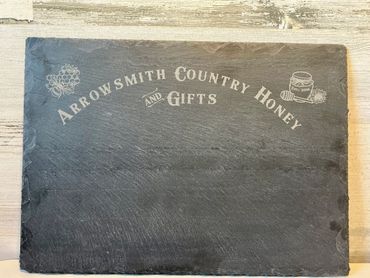 Arrowsmith Country Honey
and
Gifts